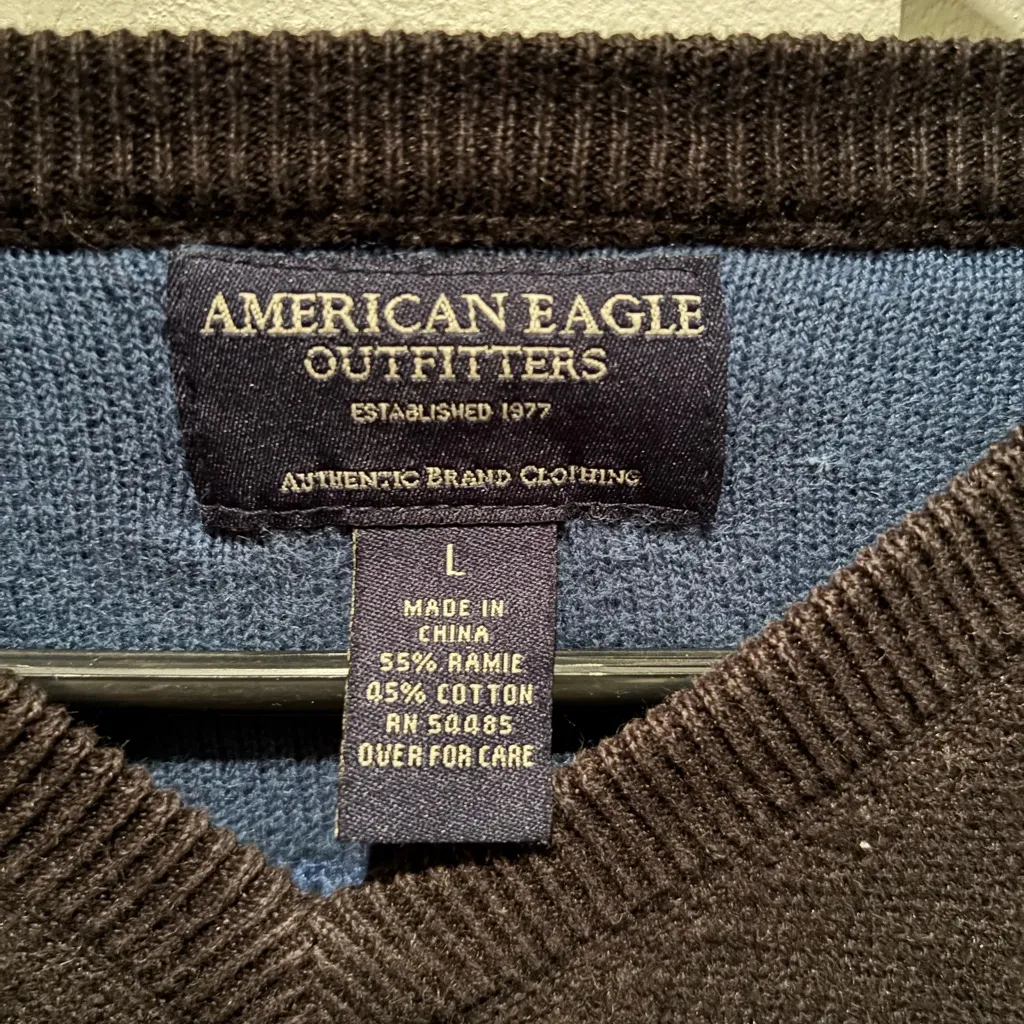 AMERICAN EAGLE
OUTFITTERS
ESTABLISHED 1977
AUTHENTIC BRAND CLOTHING
L
MADE IN
CHINA
55% RAMIE
45% COTTON
RN 54485
OVER FOR CARE